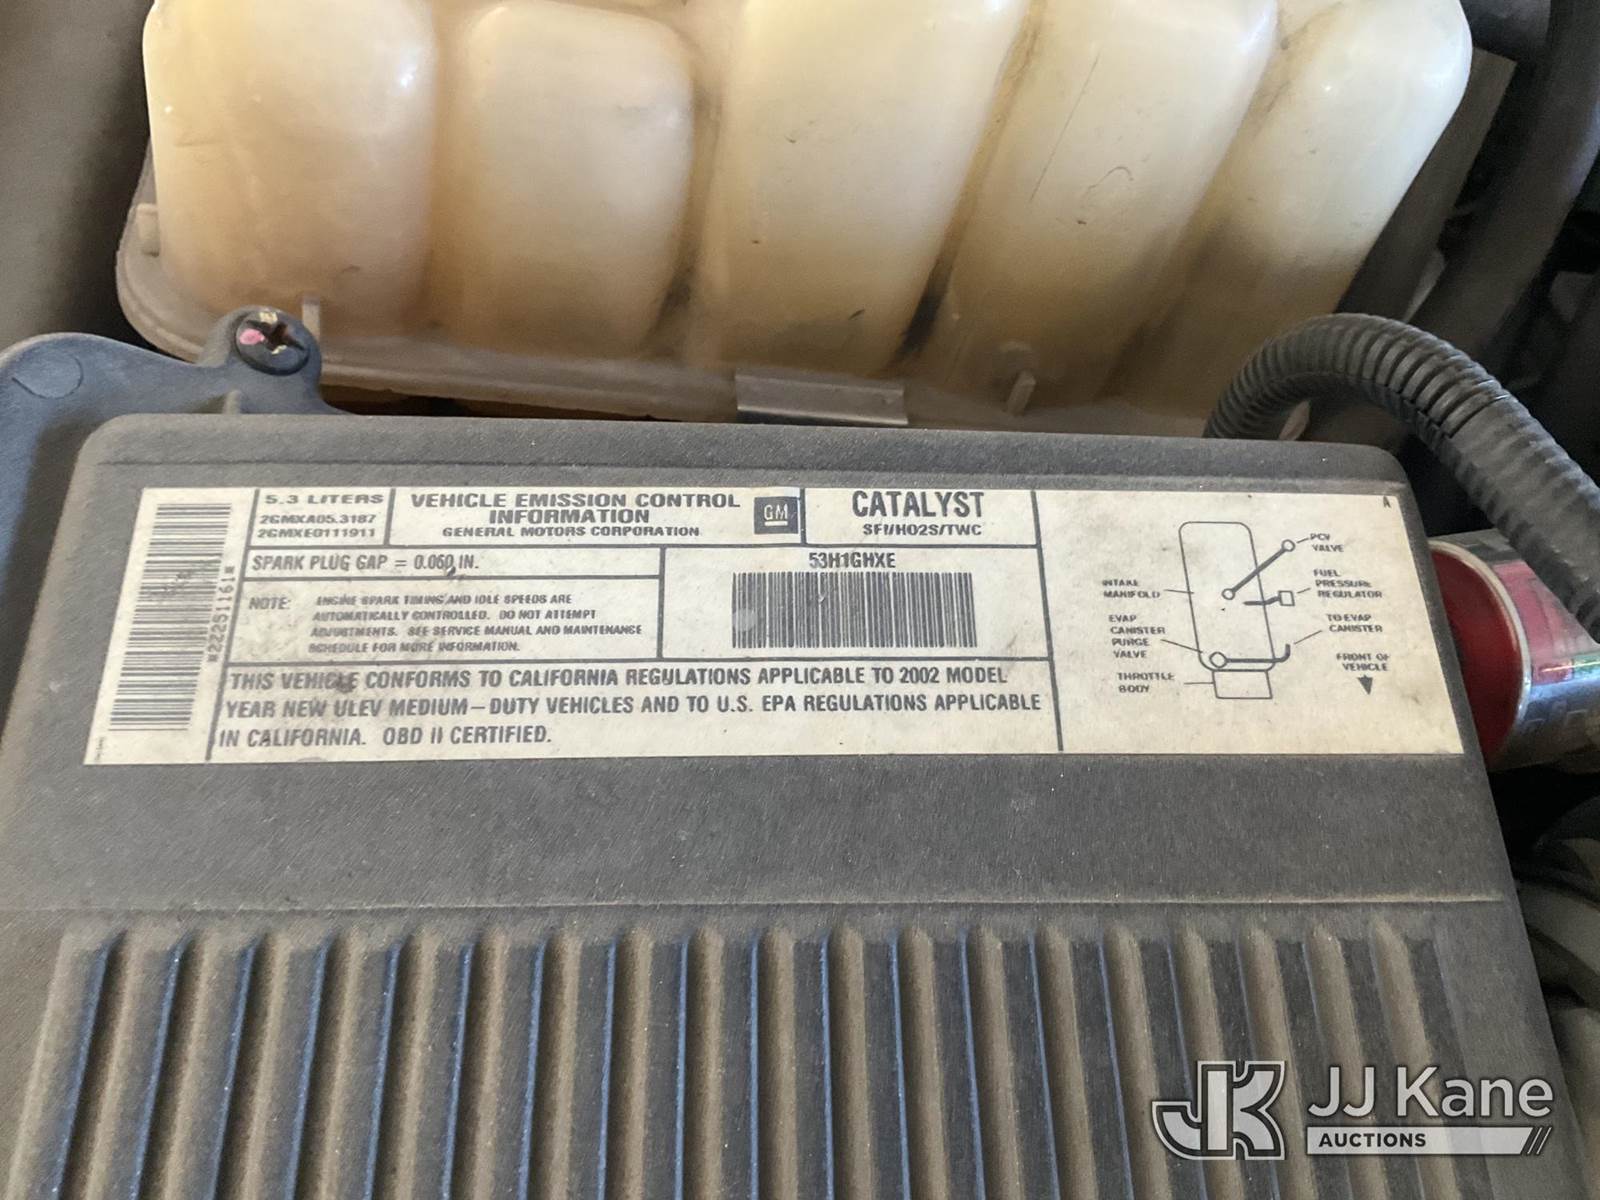 5.3 LITERS
2GMXA05.3187
2GMXE0111911
VEHICLE EMISSION CONTROL
INFORMATION
GENERAL MOTORS CORPORATION
GM
CATALYST
SFI/HO2S/TWC
SPARK PLUG GAP = 0.060 IN.
53H1GHXE
NOTE: ENGINE SPARK TIMING AND IDLE SPEEDS ARE
AUTOMATICALLY CONTROLLED. DO NOT ATTEMPT
ADJUSTMENTS. SEE SERVICE MANUAL AND MAINTENANCE
SCHEDULE FOR MORE INFORMATION.
THIS VEHICLE CONFORMS TO CALIFORNIA REGULATIONS APPLICABLE TO 2002 MODEL
YEAR NEW ULEV MEDIUM-DUTY VEHICLES AND TO U.S. EPA REGULATIONS APPLICABLE
IN CALIFORNIA. OBD II CERTIFIED.
*22251161*
A
PCV
VALVE
FUEL
PRESSURE
REGULATOR
INTAKE
MANIFOLD
EVAP
CANISTER
PURGE
VALVE
TO EVAP
CANISTER
THROTTLE
BODY
FRONT OF
VEHICLE
JK
JJ Kane
AUCTIONS